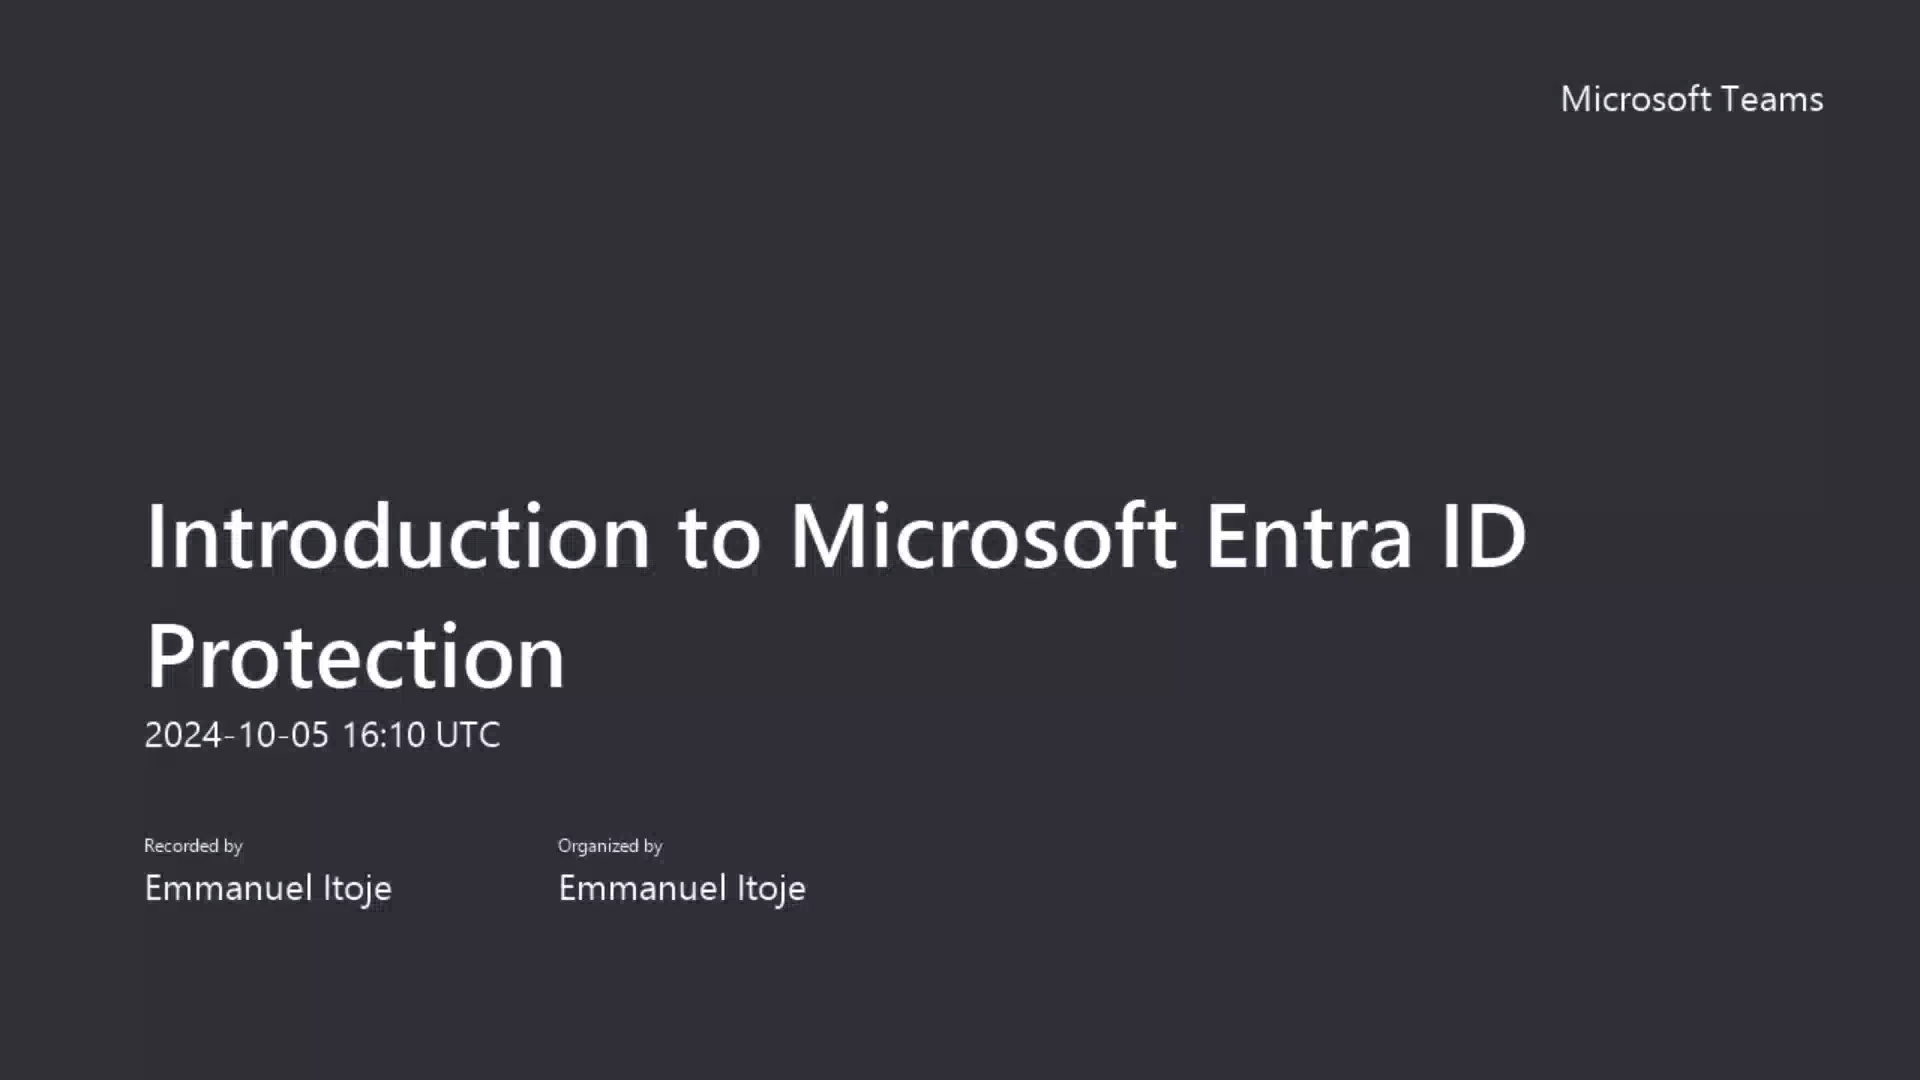 Microsoft Teams
Introduction to Microsoft Entra ID
Protection
2024-10-05 16:10 UTC
Recorded by
Emmanuel Itoje
Organized by
Emmanuel Itoje